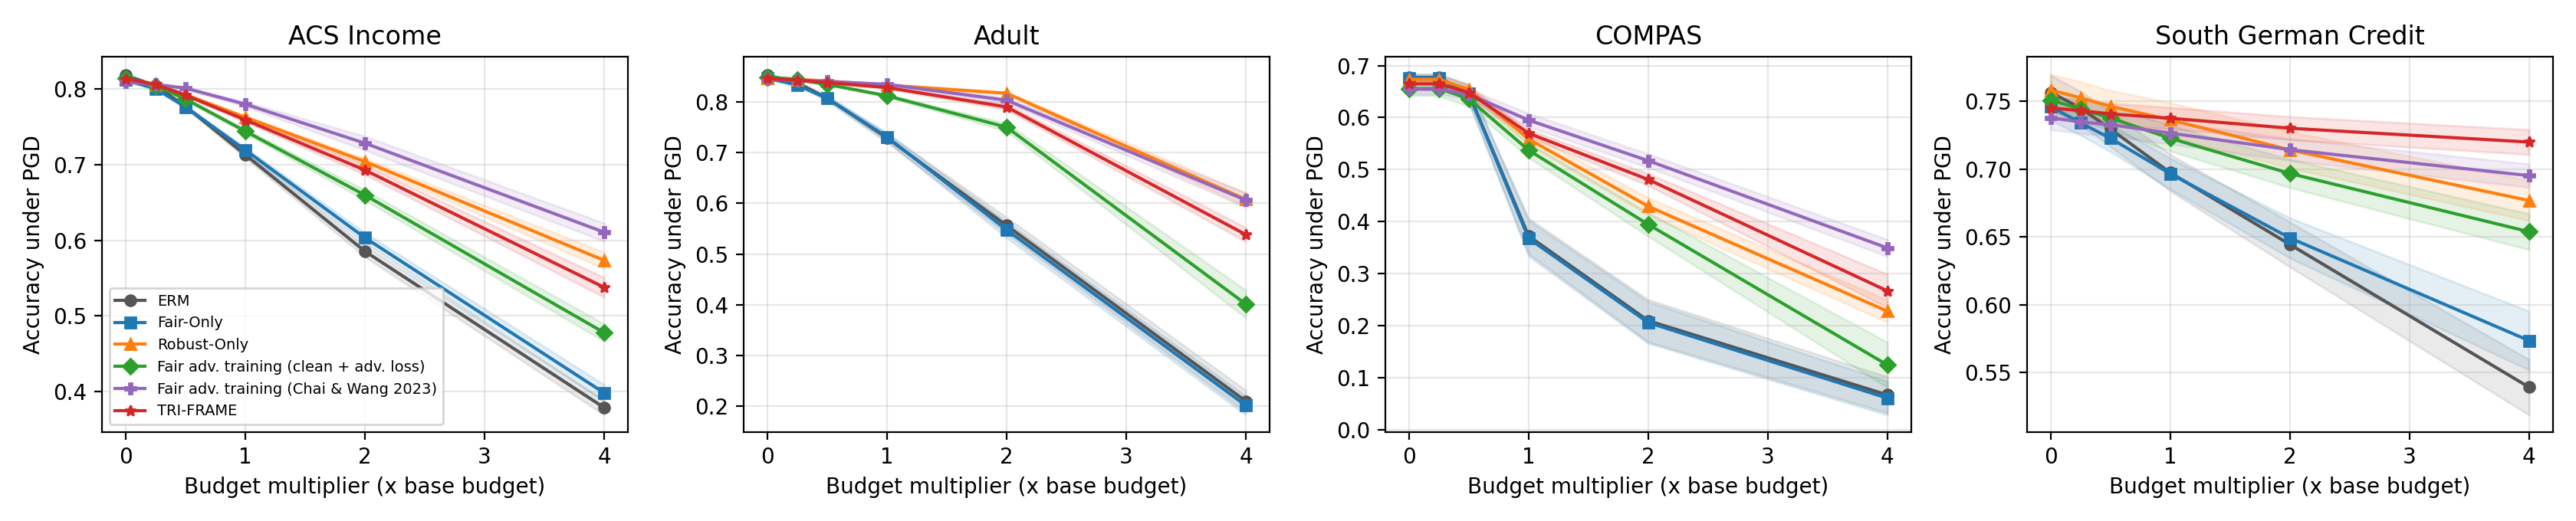 ACS Income
Accuracy under PGD
0.8
0.7
0.6
0.5
0.4
ERM
Fair-Only
Robust-Only
Fair adv. training (clean + adv. loss)
Fair adv. training (Chai & Wang 2023)
TRI-FRAME
0 1 2 3 4
Budget multiplier (x base budget)
Adult
Accuracy under PGD
0.8
0.7
0.6
0.5
0.4
0.3
0.2
0 1 2 3 4
Budget multiplier (x base budget)
COMPAS
Accuracy under PGD
0.7
0.6
0.5
0.4
0.3
0.2
0.1
0.0
0 1 2 3 4
Budget multiplier (x base budget)
South German Credit
Accuracy under PGD
0.75
0.70
0.65
0.60
0.55
0 1 2 3 4
Budget multiplier (x base budget)